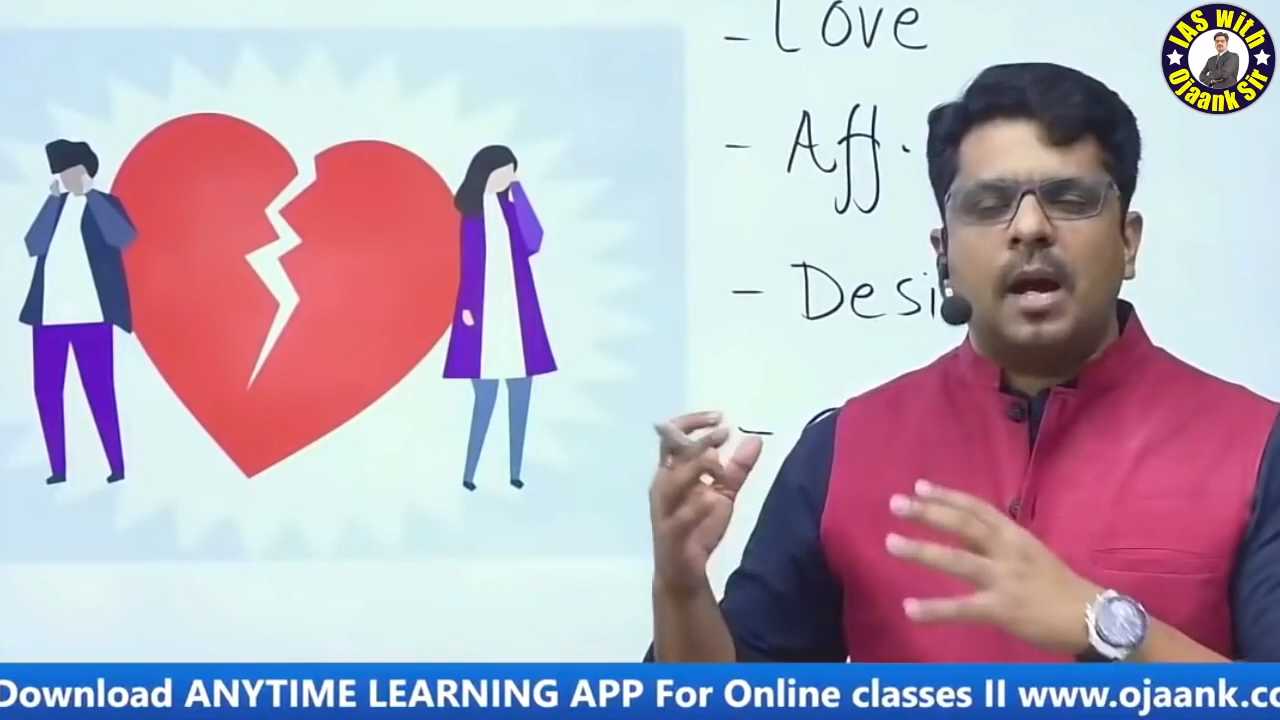 - Love
- Aff.
- Desi
-
IAS with
Ojaank Sir
Download ANYTIME LEARNING APP For Online classes II www.ojaank.co